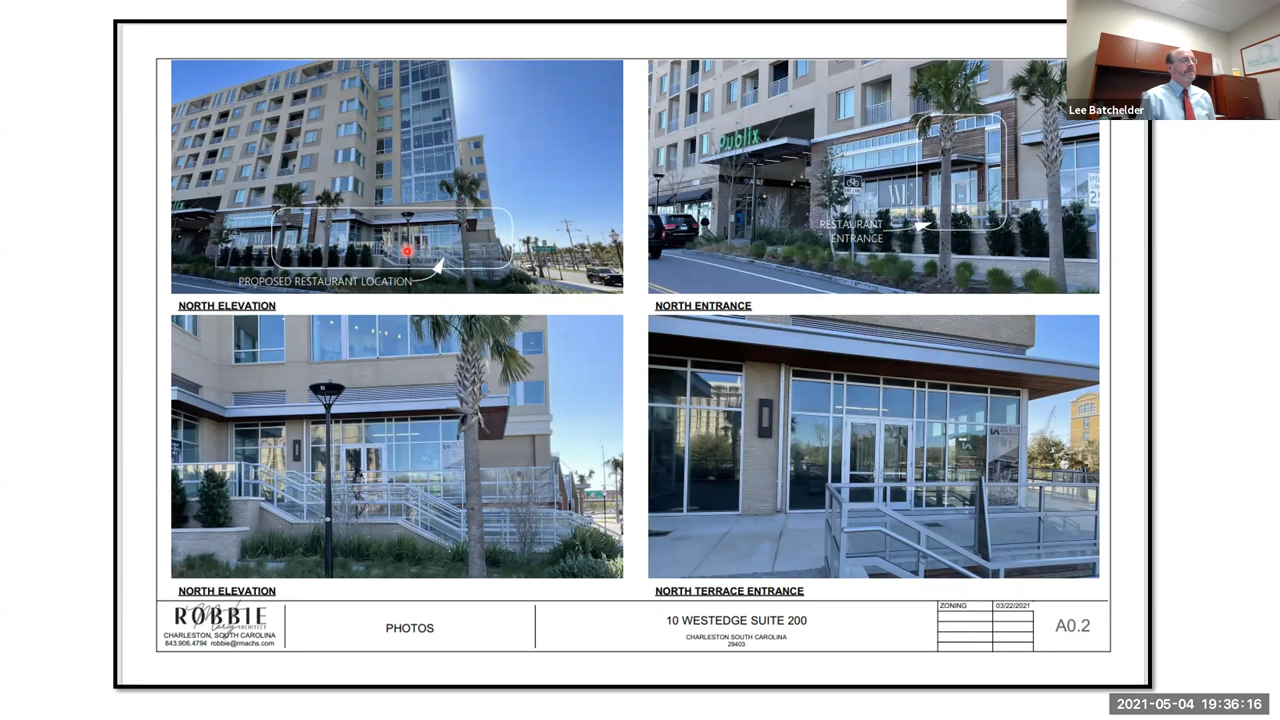 Lee Batchelder
Publix
AT&T
PROPOSED RESTAURANT LOCATION
RESTAURANT
ENTRANCE
NORTH ELEVATION
NORTH ENTRANCE
NORTH ELEVATION
NORTH TERRACE ENTRANCE
ROBBIE
ARCHITECT
CHARLESTON, SOUTH CAROLINA
843.906.4794 robbie@rmachs.com
PHOTOS
10 WESTEDGE SUITE 200
CHARLESTON SOUTH CAROLINA
29403
ZONING
03/22/2021
A0.2
2021-05-04 19:36:16